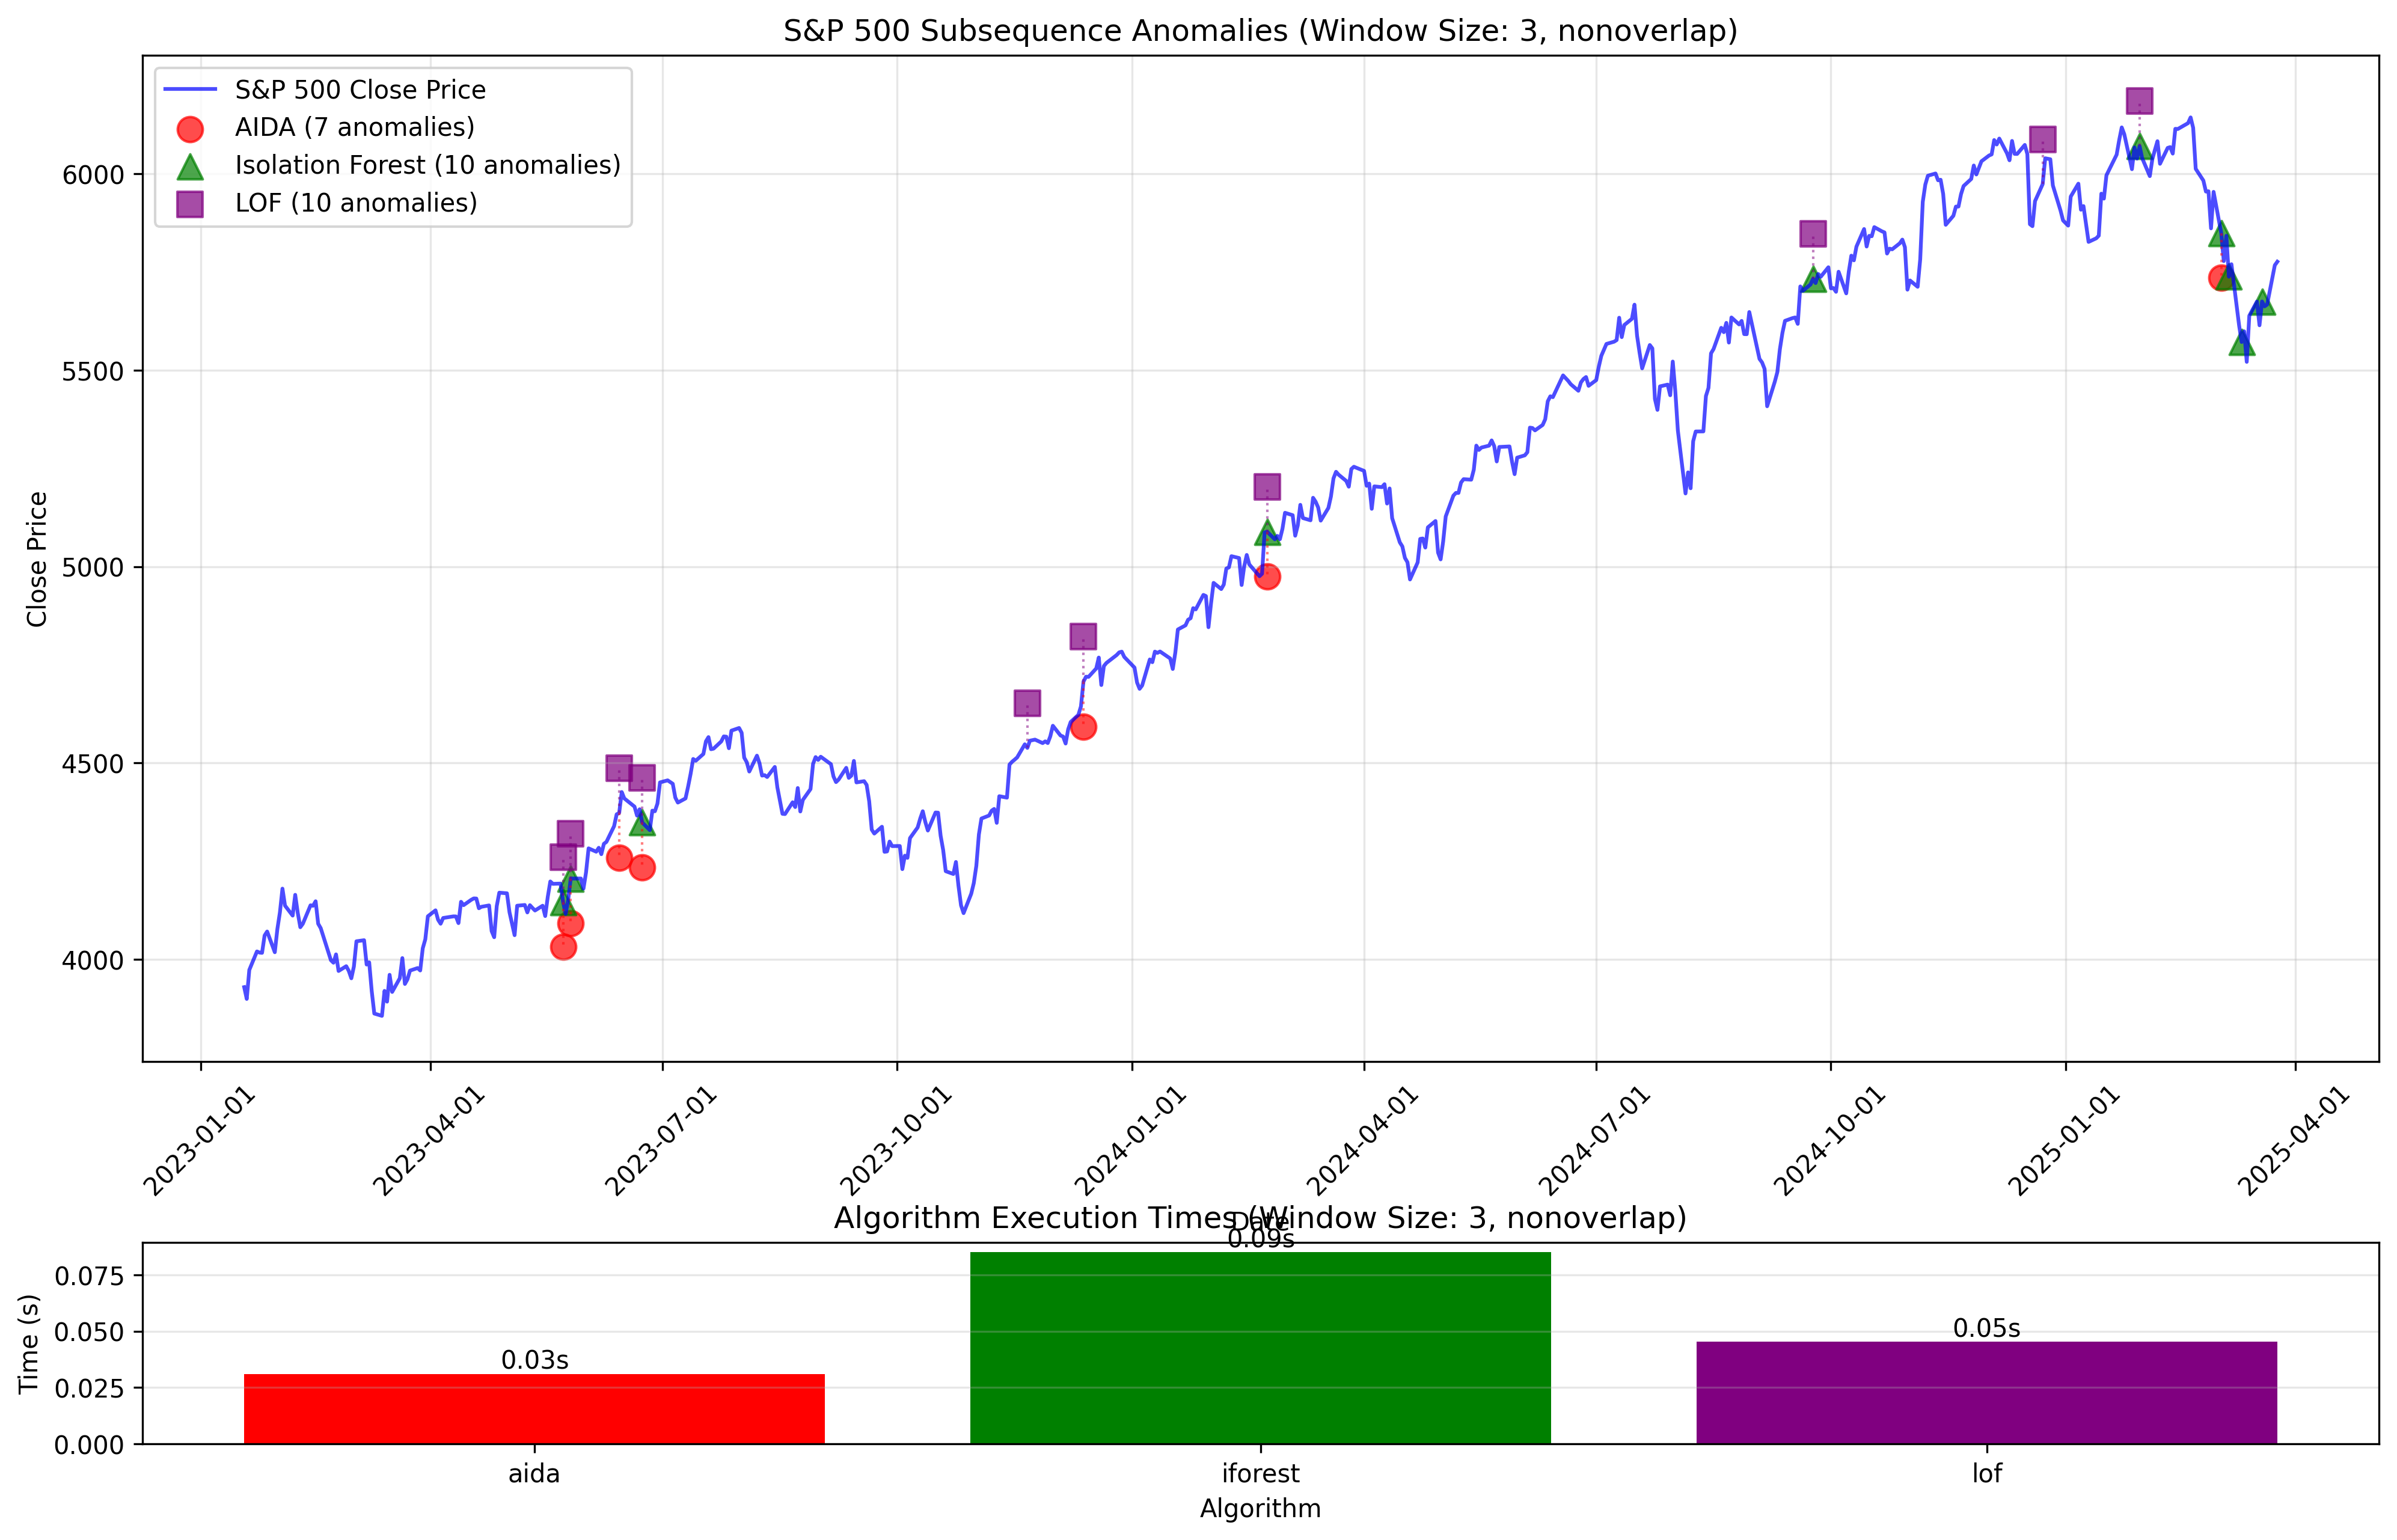 S&P 500 Subsequence Anomalies (Window Size: 3, nonoverlap)
S&P 500 Close Price
AIDA (7 anomalies)
Isolation Forest (10 anomalies)
LOF (10 anomalies)
Close Price
6000
5500
5000
4500
4000
2023-01-01
2023-04-01
2023-07-01
2023-10-01
2024-01-01
2024-04-01
2024-07-01
2024-10-01
2025-01-01
2025-04-01
Date
Algorithm Execution Times (Window Size: 3, nonoverlap)
Time (s)
0.075
0.050
0.025
0.000
0.03s
0.09s
0.05s
aida
iforest
lof
Algorithm